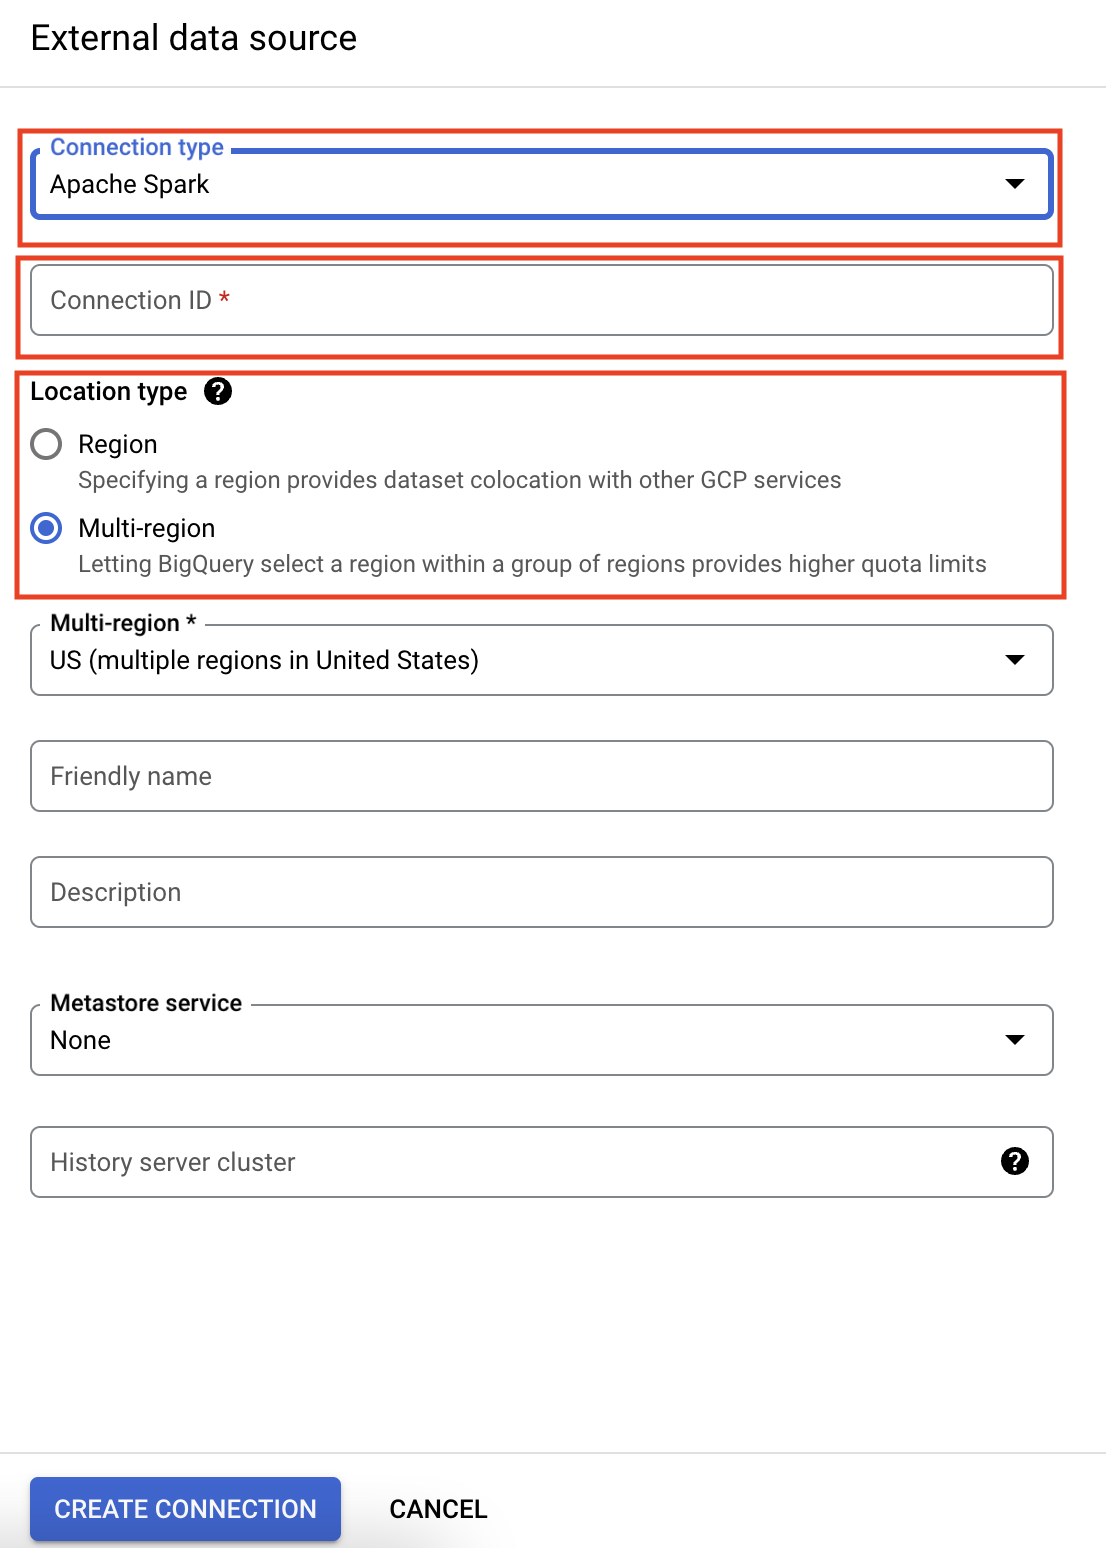 External data source
Connection type
Apache Spark
Connection ID *
Location type ?
Region
Specifying a region provides dataset colocation with other GCP services
Multi-region
Letting BigQuery select a region within a group of regions provides higher quota limits
Multi-region *
US (multiple regions in United States)
Friendly name
Description
Metastore service
None
History server cluster ?
CREATE CONNECTION CANCEL